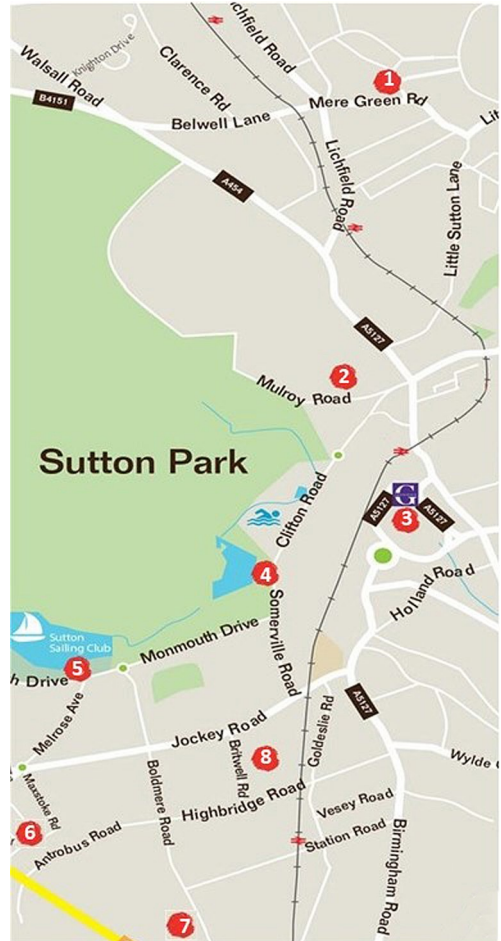 chfield Road
Knighton Drive
Walsall Road
Clarence Rd
1
B4151
Mere Green Rd
Belwell Lane
Lit
Lichfield Road
A454
Little Sutton Lane
A5127
2
Mulroy Road
Sutton Park
Clifton Road
G
A5127
A5127
3
4
Holland Road
Somerville Road
Sutton
Sailing Club
Monmouth Drive
5
h Drive
Melrose Ave
A5127
Goldeslie Rd
Jockey Road
Britwell Rd
8
Wylde
Maxstoke Rd
Boldmere Road
Highbridge Road
Vesey Road
6
Antrobus Road
Station Road
Birmingham Road
7